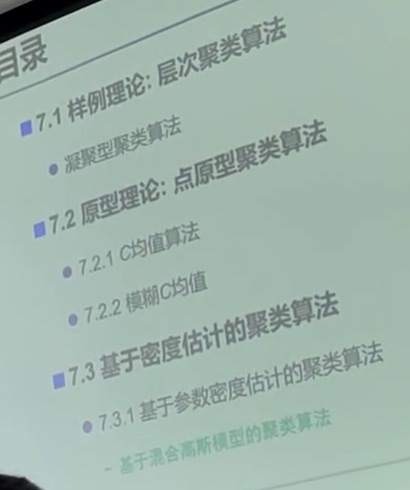 目录
7.1 样例理论: 层次聚类算法
凝聚型聚类算法
7.2 原型理论: 点原型聚类算法
7.2.1 C均值算法
7.2.2 模糊C均值
7.3 基于密度估计的聚类算法
7.3.1 基于参数密度估计的聚类算法
- 基于混合高斯模型的聚类算法